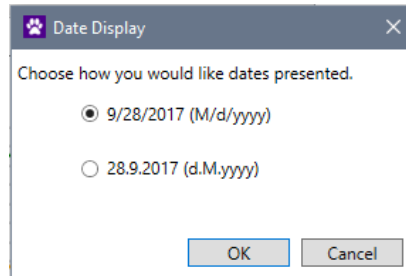 Date Display
Choose how you would like dates presented.
9/28/2017 (M/d/yyyy)
28.9.2017 (d.M.yyyy)
OK Cancel